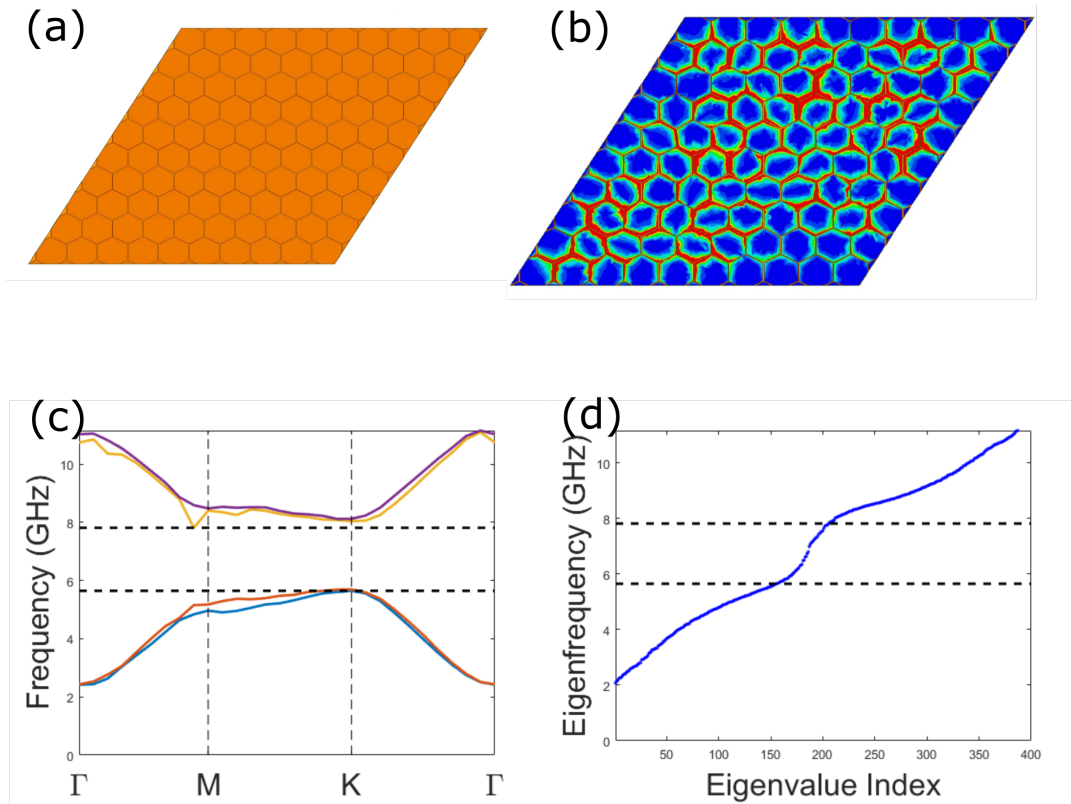 (a)
(b)
(c)
Frequency (GHz)
10
8
6
4
2
0
Γ
M
K
Γ
(d)
Eigenfrequency (GHz)
10
8
6
4
2
0
50
100
150
200
250
300
350
400
Eigenvalue Index